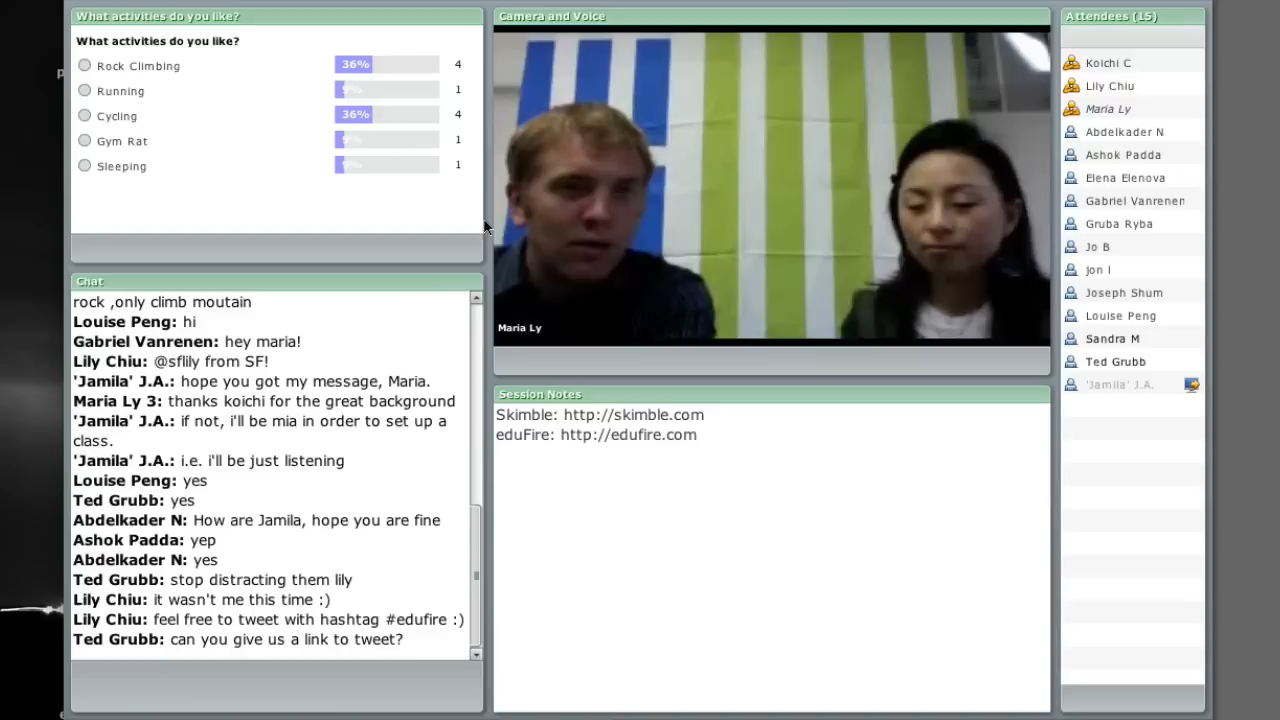 What activities do you like?
What activities do you like?
Rock Climbing 36% 4
Running 9% 1
Cycling 36% 4
Gym Rat 9% 1
Sleeping 9% 1
Chat
rock ,only climb moutain
Louise Peng: hi
Gabriel Vanrenen: hey maria!
Lily Chiu: @sflily from SF!
'Jamila' J.A.: hope you got my message, Maria.
Maria Ly 3: thanks koichi for the great background
'Jamila' J.A.: if not, i'll be mia in order to set up a
class.
'Jamila' J.A.: i.e. i'll be just listening
Louise Peng: yes
Ted Grubb: yes
Abdelkader N: How are Jamila, hope you are fine
Ashok Padda: yep
Abdelkader N: yes
Ted Grubb: stop distracting them lily
Lily Chiu: it wasn't me this time :)
Lily Chiu: feel free to tweet with hashtag #edufire :)
Ted Grubb: can you give us a link to tweet?
Camera and Voice
Maria Ly
Session Notes
Skimble: http://skimble.com
eduFire: http://edufire.com
Attendees (15)
Koichi C
Lily Chiu
Maria Ly
Abdelkader N
Ashok Padda
Elena Elenova
Gabriel Vanrenen
Gruba Ryba
Jo B
jon l
Joseph Shum
Louise Peng
Sandra M
Ted Grubb
'Jamila' J.A.